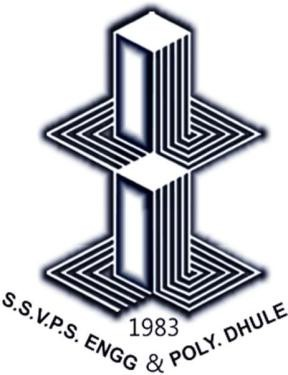 1983
S.S.V.P.S. ENGG & POLY. DHULE